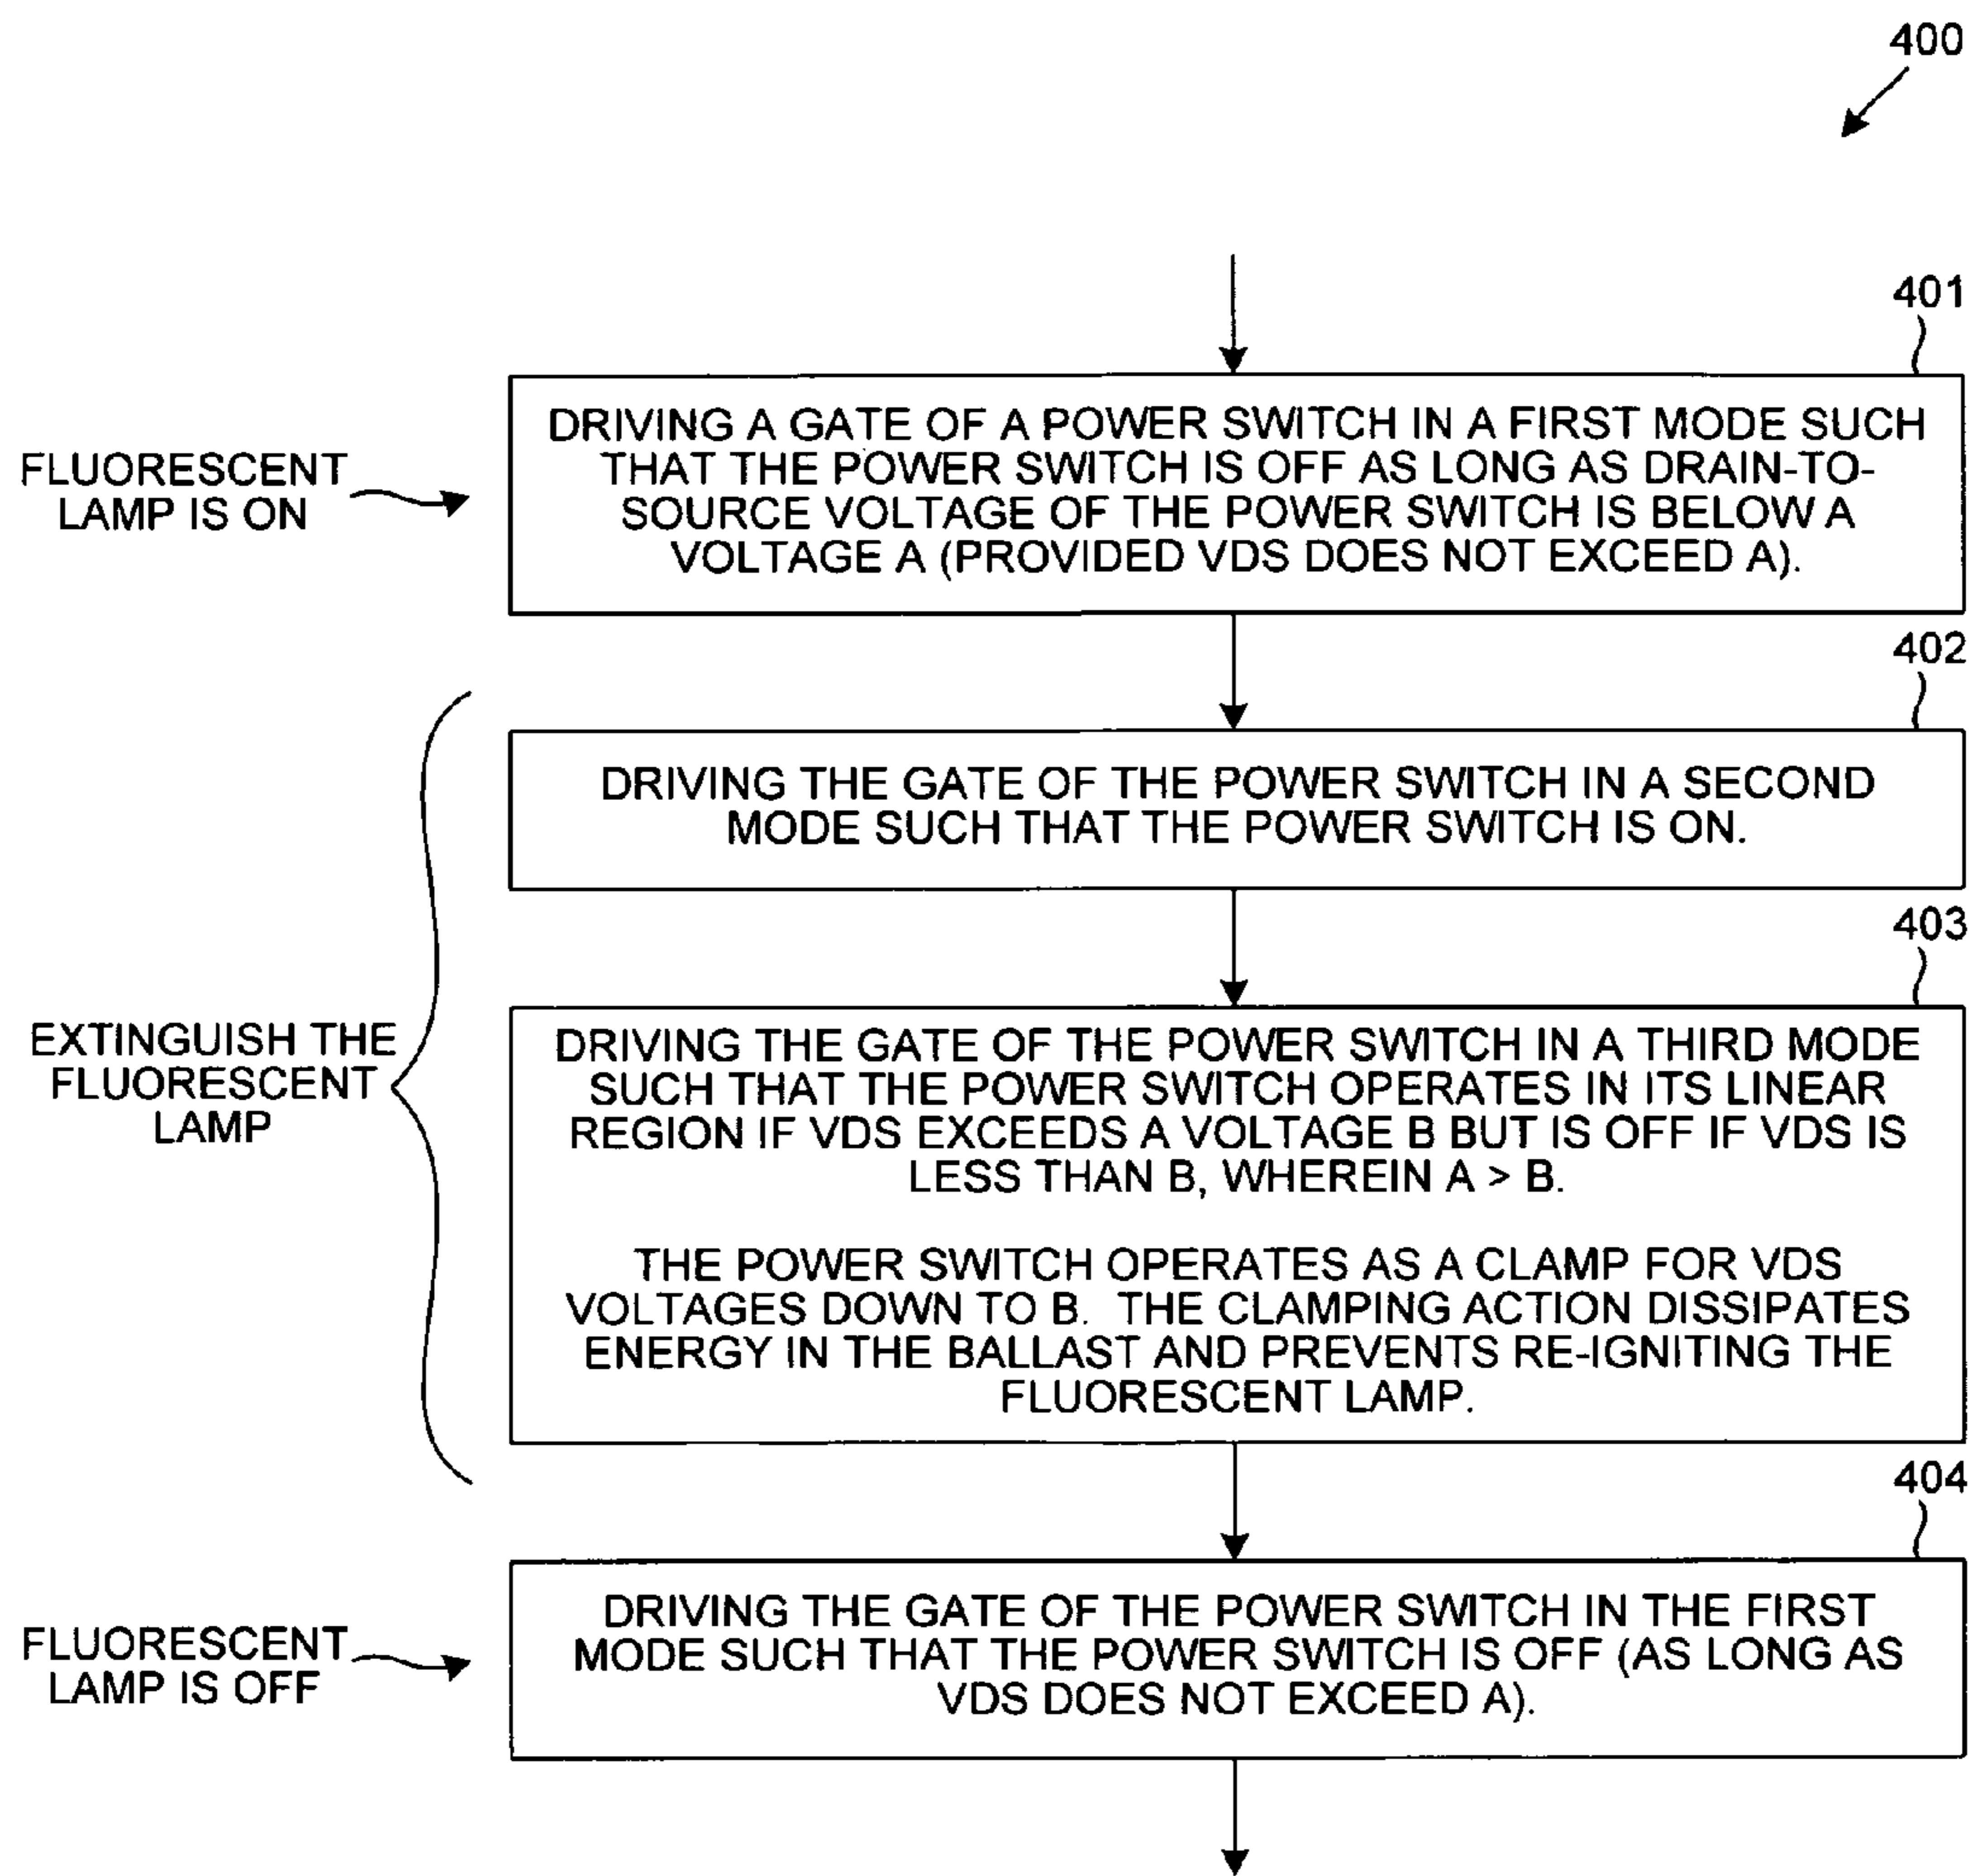 400
401
FLUORESCENT
LAMP IS ON
DRIVING A GATE OF A POWER SWITCH IN A FIRST MODE SUCH
THAT THE POWER SWITCH IS OFF AS LONG AS DRAIN-TO-
SOURCE VOLTAGE OF THE POWER SWITCH IS BELOW A
VOLTAGE A (PROVIDED VDS DOES NOT EXCEED A).
402
DRIVING THE GATE OF THE POWER SWITCH IN A SECOND
MODE SUCH THAT THE POWER SWITCH IS ON.
403
EXTINGUISH THE
FLUORESCENT
LAMP
DRIVING THE GATE OF THE POWER SWITCH IN A THIRD MODE
SUCH THAT THE POWER SWITCH OPERATES IN ITS LINEAR
REGION IF VDS EXCEEDS A VOLTAGE B BUT IS OFF IF VDS IS
LESS THAN B, WHEREIN A > B.
THE POWER SWITCH OPERATES AS A CLAMP FOR VDS
VOLTAGES DOWN TO B. THE CLAMPING ACTION DISSIPATES
ENERGY IN THE BALLAST AND PREVENTS RE-IGNITING THE
FLUORESCENT LAMP.
404
FLUORESCENT
LAMP IS OFF
DRIVING THE GATE OF THE POWER SWITCH IN THE FIRST
MODE SUCH THAT THE POWER SWITCH IS OFF (AS LONG AS
VDS DOES NOT EXCEED A).